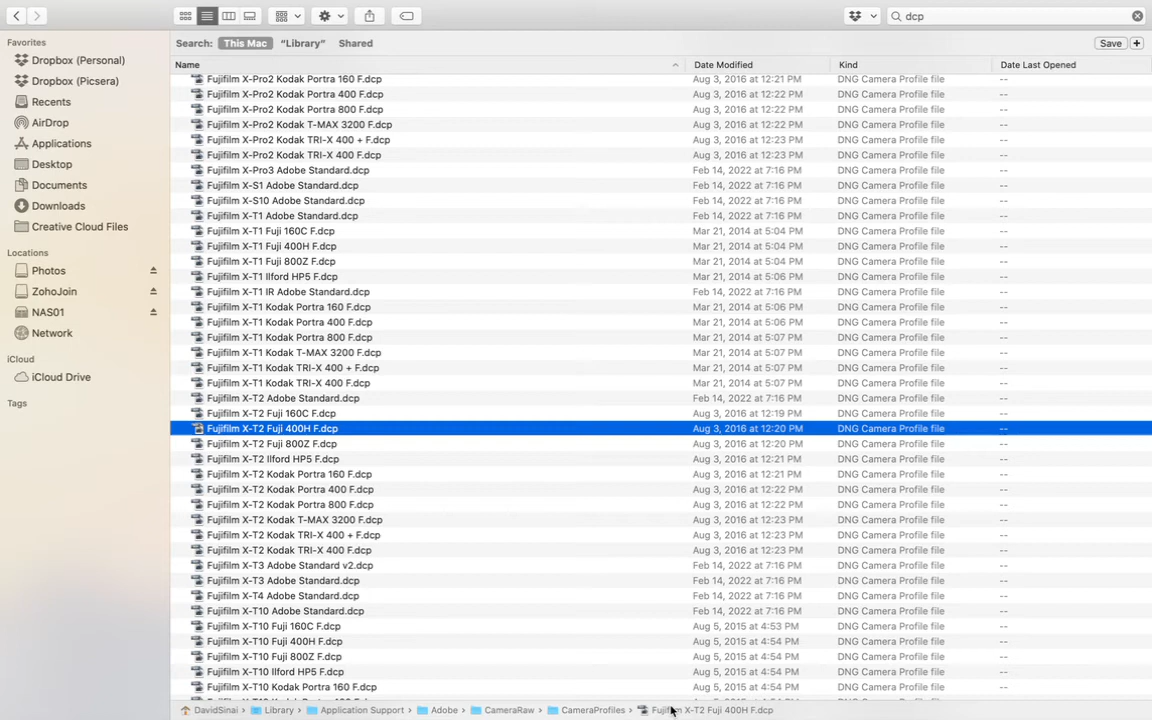 dcp
Search: This Mac “Library” Shared Save +
Favorites
Dropbox (Personal)
Dropbox (Picsera)
Recents
AirDrop
Applications
Desktop
Documents
Downloads
Creative Cloud Files
Locations
Photos
ZohoJoin
NAS01
Network
iCloud
iCloud Drive
Tags
Name Date Modified Kind Date Last Opened
Fujifilm X-Pro2 Kodak Portra 160 F.dcp Aug 3, 2016 at 12:21 PM DNG Camera Profile file --
Fujifilm X-Pro2 Kodak Portra 400 F.dcp Aug 3, 2016 at 12:22 PM DNG Camera Profile file --
Fujifilm X-Pro2 Kodak Portra 800 F.dcp Aug 3, 2016 at 12:22 PM DNG Camera Profile file --
Fujifilm X-Pro2 Kodak T-MAX 3200 F.dcp Aug 3, 2016 at 12:22 PM DNG Camera Profile file --
Fujifilm X-Pro2 Kodak TRI-X 400 + F.dcp Aug 3, 2016 at 12:23 PM DNG Camera Profile file --
Fujifilm X-Pro2 Kodak TRI-X 400 F.dcp Aug 3, 2016 at 12:23 PM DNG Camera Profile file --
Fujifilm X-Pro3 Adobe Standard.dcp Feb 14, 2022 at 7:16 PM DNG Camera Profile file --
Fujifilm X-S1 Adobe Standard.dcp Feb 14, 2022 at 7:16 PM DNG Camera Profile file --
Fujifilm X-S10 Adobe Standard.dcp Feb 14, 2022 at 7:16 PM DNG Camera Profile file --
Fujifilm X-T1 Adobe Standard.dcp Feb 14, 2022 at 7:16 PM DNG Camera Profile file --
Fujifilm X-T1 Fuji 160C F.dcp Mar 21, 2014 at 5:04 PM DNG Camera Profile file --
Fujifilm X-T1 Fuji 400H F.dcp Mar 21, 2014 at 5:04 PM DNG Camera Profile file --
Fujifilm X-T1 Fuji 800Z F.dcp Mar 21, 2014 at 5:04 PM DNG Camera Profile file --
Fujifilm X-T1 Ilford HP5 F.dcp Mar 21, 2014 at 5:06 PM DNG Camera Profile file --
Fujifilm X-T1 IR Adobe Standard.dcp Feb 14, 2022 at 7:16 PM DNG Camera Profile file --
Fujifilm X-T1 Kodak Portra 160 F.dcp Mar 21, 2014 at 5:06 PM DNG Camera Profile file --
Fujifilm X-T1 Kodak Portra 400 F.dcp Mar 21, 2014 at 5:06 PM DNG Camera Profile file --
Fujifilm X-T1 Kodak Portra 800 F.dcp Mar 21, 2014 at 5:07 PM DNG Camera Profile file --
Fujifilm X-T1 Kodak T-MAX 3200 F.dcp Mar 21, 2014 at 5:07 PM DNG Camera Profile file --
Fujifilm X-T1 Kodak TRI-X 400 + F.dcp Mar 21, 2014 at 5:07 PM DNG Camera Profile file --
Fujifilm X-T1 Kodak TRI-X 400 F.dcp Mar 21, 2014 at 5:07 PM DNG Camera Profile file --
Fujifilm X-T2 Adobe Standard.dcp Feb 14, 2022 at 7:16 PM DNG Camera Profile file --
Fujifilm X-T2 Fuji 160C F.dcp Aug 3, 2016 at 12:19 PM DNG Camera Profile file --
Fujifilm X-T2 Fuji 400H F.dcp Aug 3, 2016 at 12:20 PM DNG Camera Profile file --
Fujifilm X-T2 Fuji 800Z F.dcp Aug 3, 2016 at 12:20 PM DNG Camera Profile file --
Fujifilm X-T2 Ilford HP5 F.dcp Aug 3, 2016 at 12:21 PM DNG Camera Profile file --
Fujifilm X-T2 Kodak Portra 160 F.dcp Aug 3, 2016 at 12:21 PM DNG Camera Profile file --
Fujifilm X-T2 Kodak Portra 400 F.dcp Aug 3, 2016 at 12:22 PM DNG Camera Profile file --
Fujifilm X-T2 Kodak Portra 800 F.dcp Aug 3, 2016 at 12:22 PM DNG Camera Profile file --
Fujifilm X-T2 Kodak T-MAX 3200 F.dcp Aug 3, 2016 at 12:23 PM DNG Camera Profile file --
Fujifilm X-T2 Kodak TRI-X 400 + F.dcp Aug 3, 2016 at 12:23 PM DNG Camera Profile file --
Fujifilm X-T2 Kodak TRI-X 400 F.dcp Aug 3, 2016 at 12:23 PM DNG Camera Profile file --
Fujifilm X-T3 Adobe Standard v2.dcp Feb 14, 2022 at 7:16 PM DNG Camera Profile file --
Fujifilm X-T3 Adobe Standard.dcp Feb 14, 2022 at 7:16 PM DNG Camera Profile file --
Fujifilm X-T4 Adobe Standard.dcp Feb 14, 2022 at 7:16 PM DNG Camera Profile file --
Fujifilm X-T10 Adobe Standard.dcp Feb 14, 2022 at 7:16 PM DNG Camera Profile file --
Fujifilm X-T10 Fuji 160C F.dcp Aug 5, 2015 at 4:53 PM DNG Camera Profile file --
Fujifilm X-T10 Fuji 400H F.dcp Aug 5, 2015 at 4:54 PM DNG Camera Profile file --
Fujifilm X-T10 Fuji 800Z F.dcp Aug 5, 2015 at 4:54 PM DNG Camera Profile file --
Fujifilm X-T10 Ilford HP5 F.dcp Aug 5, 2015 at 4:54 PM DNG Camera Profile file --
Fujifilm X-T10 Kodak Portra 160 F.dcp Aug 5, 2015 at 4:54 PM DNG Camera Profile file --
DavidSinai › Library › Application Support › Adobe › CameraRaw › CameraProfiles › Fujifilm X-T2 Fuji 400H F.dcp